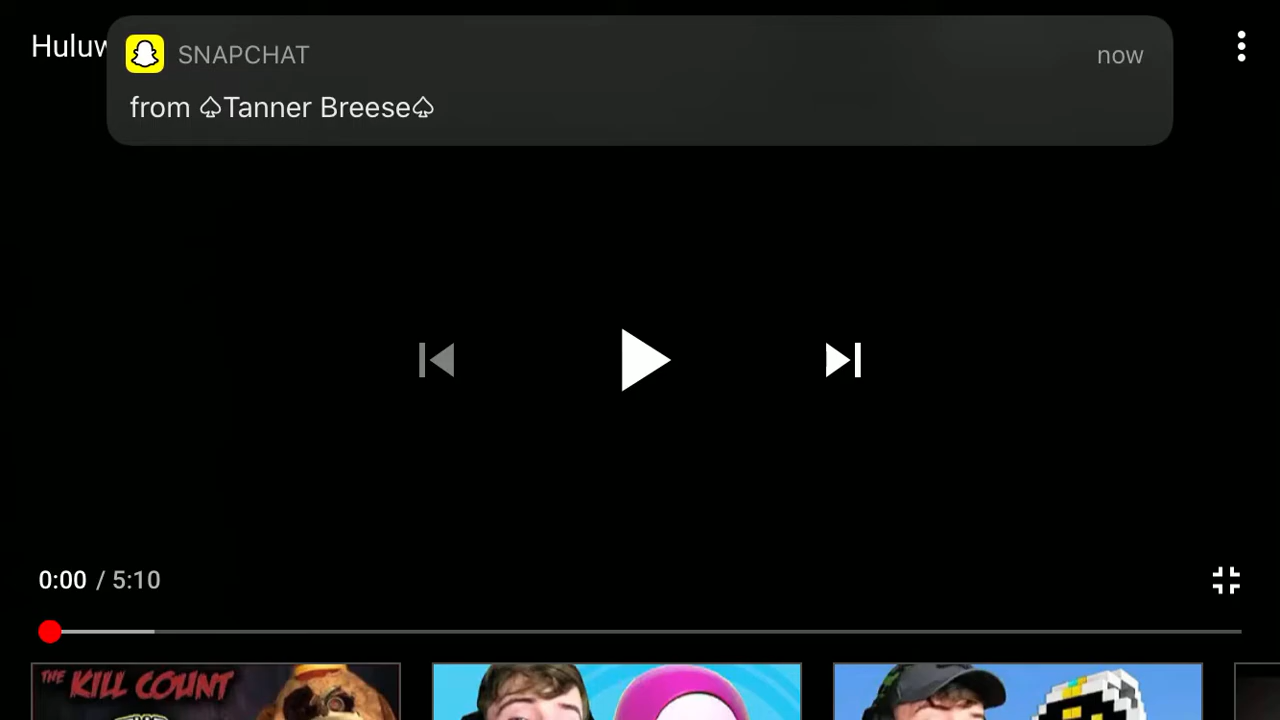 Huluw
SNAPCHAT
now
from ♤Tanner Breese♤
0:00 / 5:10
THE KILL COUNT